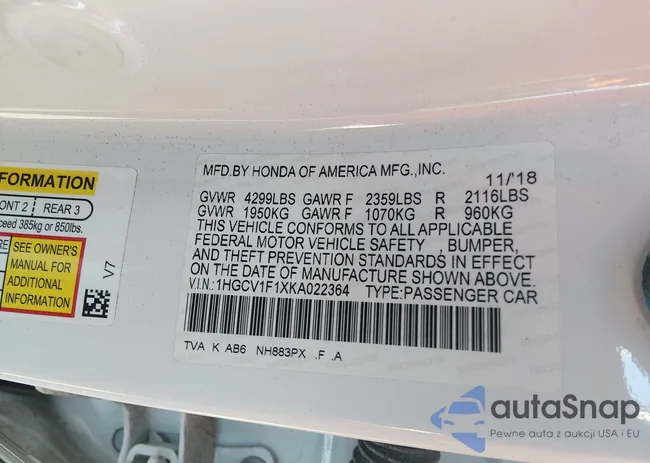 FORMATION
ONT 2 REAR 3
ceed 385kg or 850lbs.
SEE OWNER'S
MANUAL FOR
ADDITIONAL
INFORMATION
V7
MFD.BY HONDA OF AMERICA MFG.,INC. 11/'18
GVWR 4299LBS GAWR F 2359LBS R 2116LBS
GVWR 1950KG GAWR F 1070KG R 960KG
THIS VEHICLE CONFORMS TO ALL APPLICABLE
FEDERAL MOTOR VEHICLE SAFETY , BUMPER,
AND THEFT PREVENTION STANDARDS IN EFFECT
ON THE DATE OF MANUFACTURE SHOWN ABOVE.
V.I.N.:1HGCV1F1XKA022364 TYPE:PASSENGER CAR
TVA K AB6 NH883PX .F .A
autaSnap
Pewne auta z aukcji USA i EU